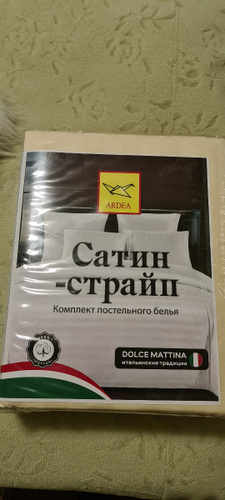 ARDEA
Сатин
-страйп
Комплект постельного белья
DOLCE MATTINA
итальянские традиции